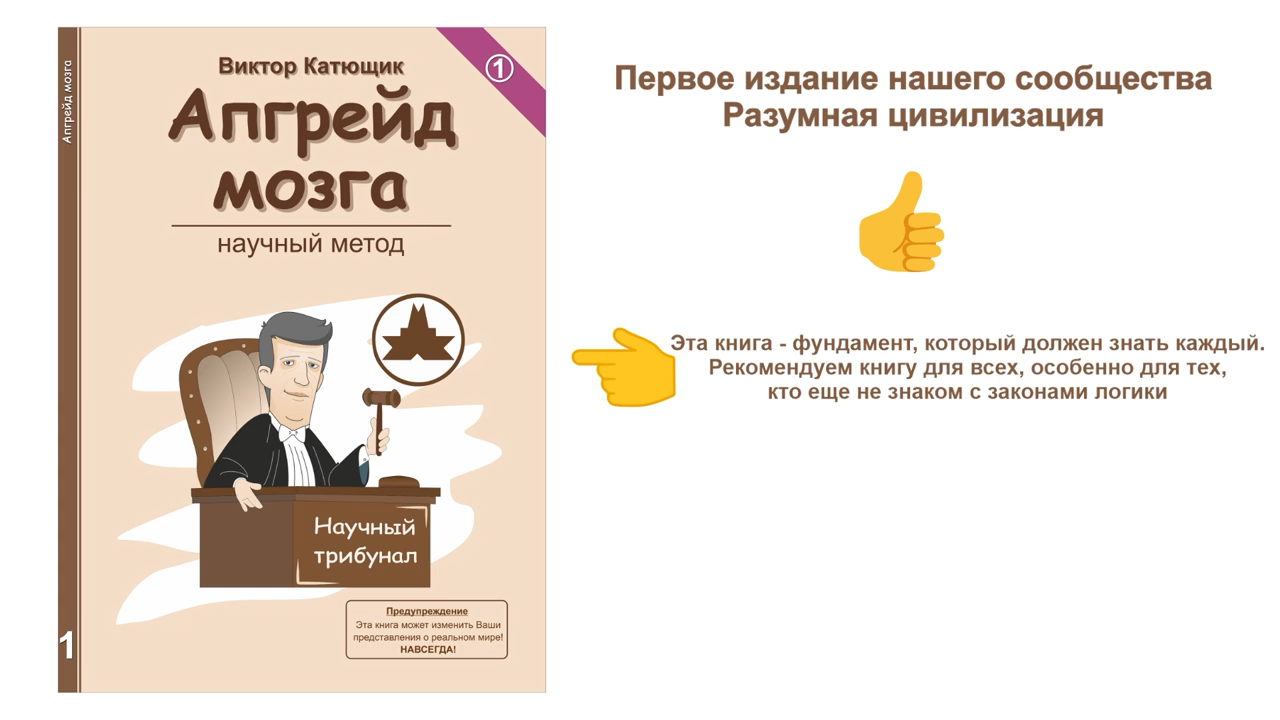 Апгрейд мозга
1
Виктор Катющик
1
Апгрейд
мозга
научный метод
Научный
трибунал
Предупреждение
Эта книга может изменить Ваши
представления о реальном мире!
НАВСЕГДА!
Первое издание нашего сообщества
Разумная цивилизация
Эта книга - фундамент, который должен знать каждый.
Рекомендуем книгу для всех, особенно для тех,
кто еще не знаком с законами логики